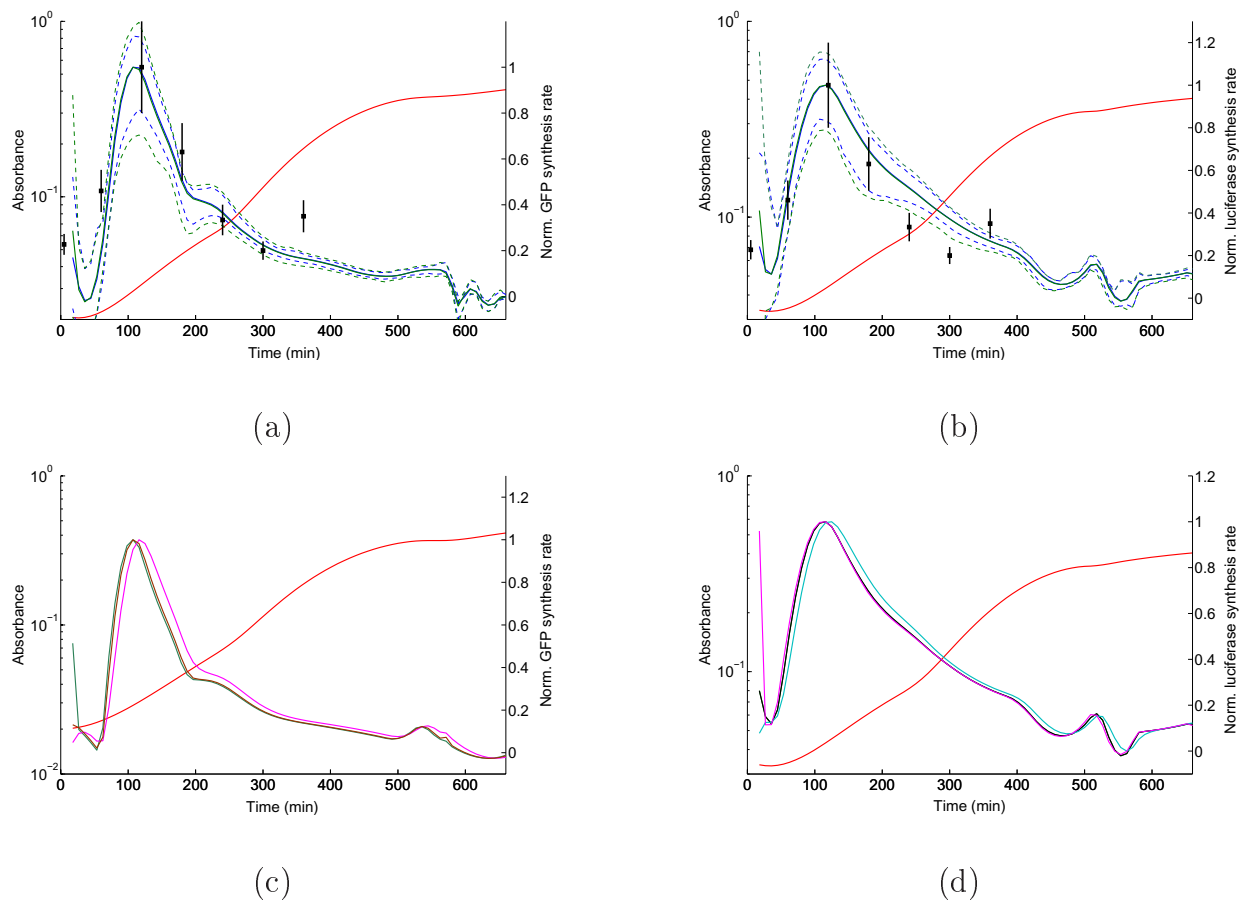 10^0
10^-1
Absorbance
0 100 200 300 400 500 600
Time (min)
0
0.2
0.4
0.6
0.8
1
Norm. GFP synthesis rate
(a)
10^0
10^-1
Absorbance
0 100 200 300 400 500 600
Time (min)
0
0.2
0.4
0.6
0.8
1
1.2
Norm. luciferase synthesis rate
(b)
10^0
10^-1
10^-2
Absorbance
0 100 200 300 400 500 600
Time (min)
0
0.2
0.4
0.6
0.8
1
1.2
Norm. GFP synthesis rate
(c)
10^0
10^-1
Absorbance
0 100 200 300 400 500 600
Time (min)
0
0.2
0.4
0.6
0.8
1
1.2
Norm. luciferase synthesis rate
(d)